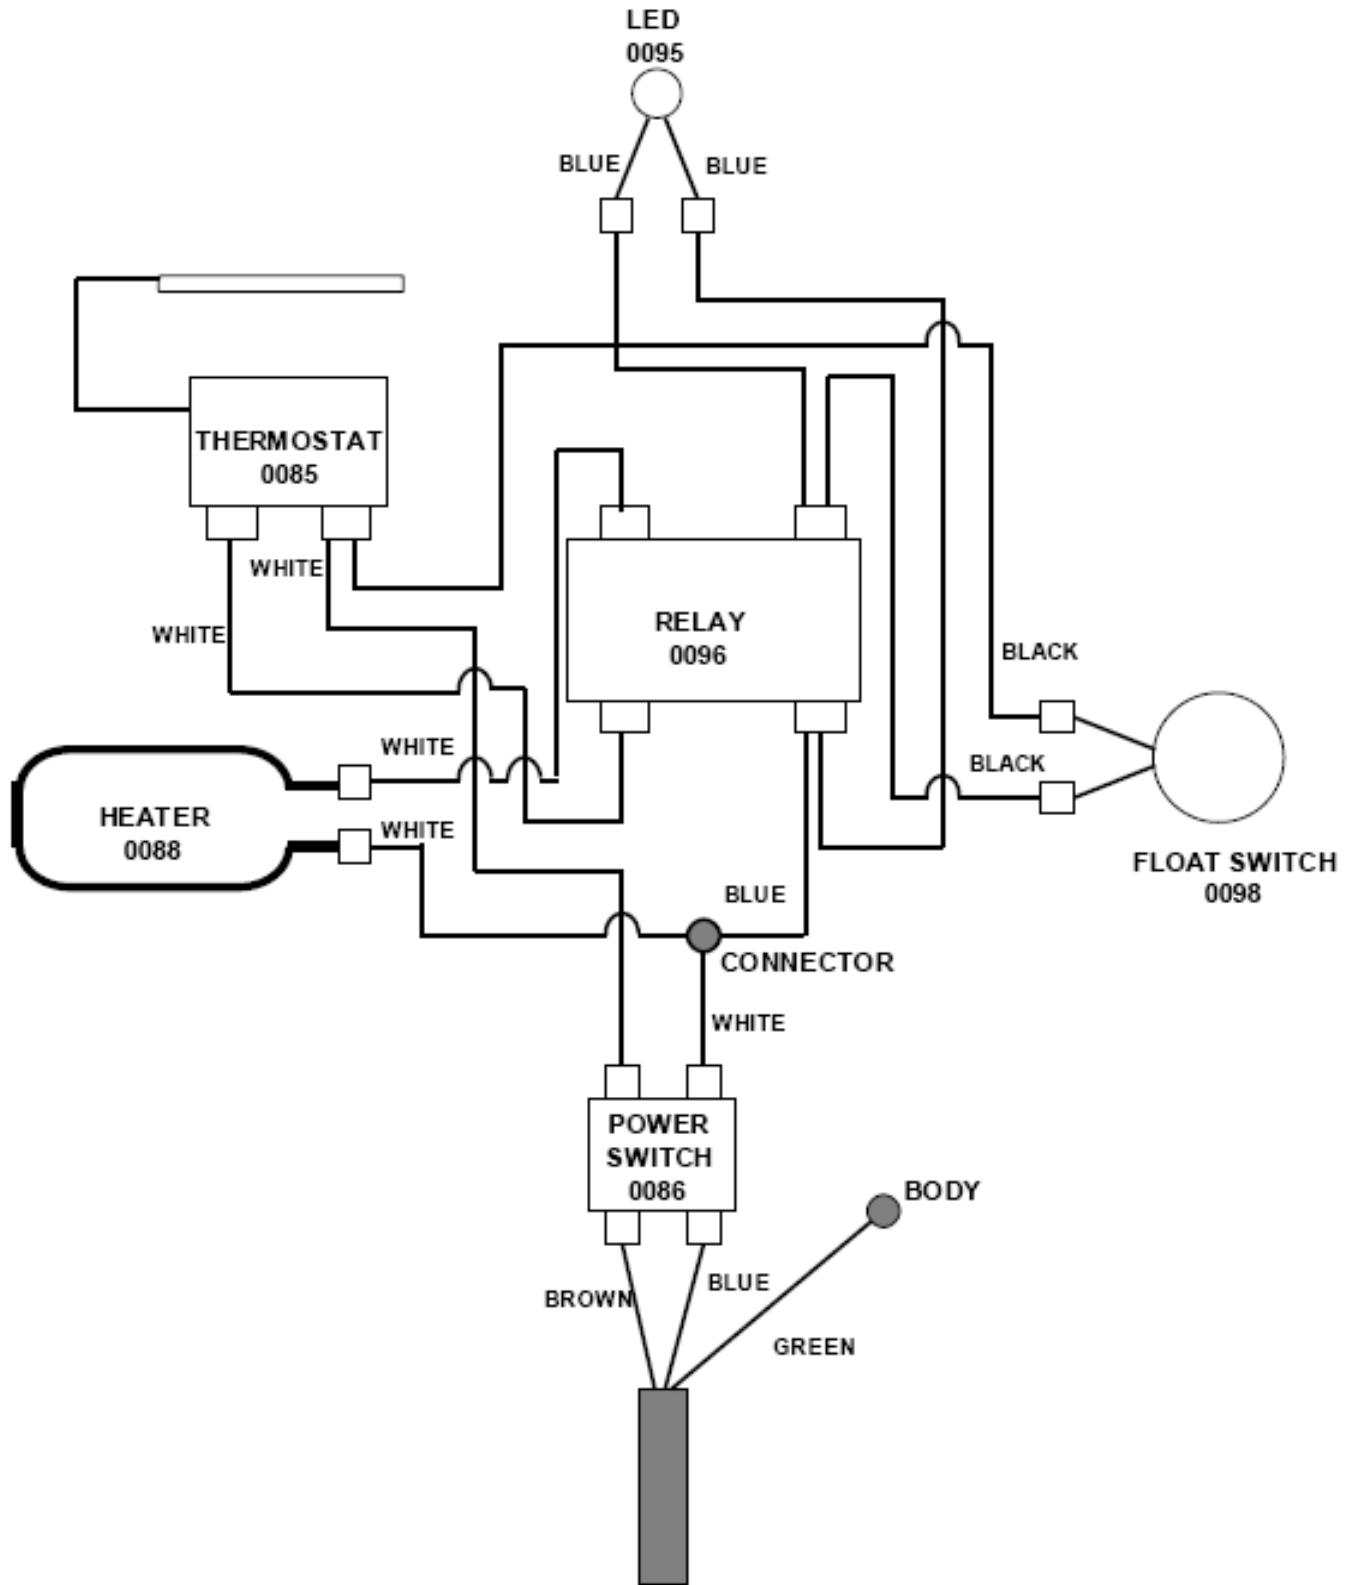 LED
0095
BLUE
BLUE
THERMOSTAT
0085
WHITE
WHITE
RELAY
0096
BLACK
BLACK
WHITE
HEATER
0088
WHITE
FLOAT SWITCH
0098
BLUE
CONNECTOR
WHITE
POWER
SWITCH
0086
BODY
BROWN
BLUE
GREEN